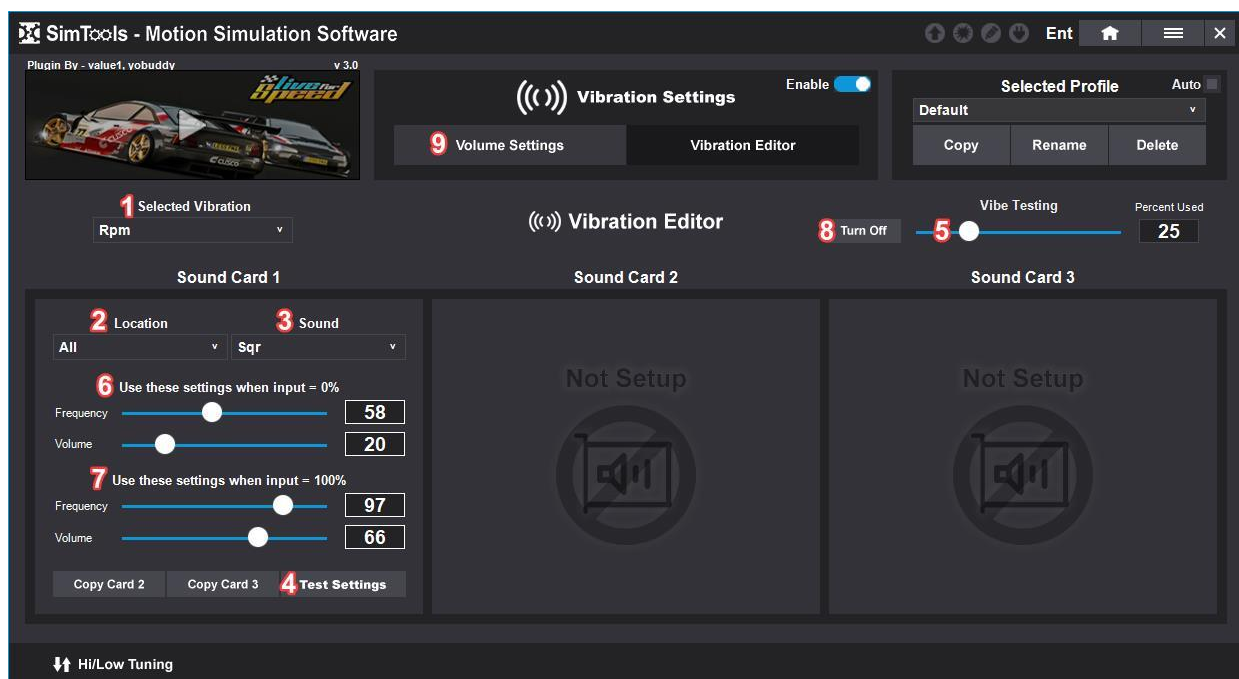 SimTools - Motion Simulation Software
Ent
Plugin By - value1, yobuddy
v 3.0
Live for Speed
CUSCO
CUSCO
Vibration Settings
Enable
9 Volume Settings
Vibration Editor
Selected Profile
Auto
Default
Copy
Rename
Delete
1 Selected Vibration
Rpm
Vibration Editor
8 Turn Off
Vibe Testing
5
Percent Used
25
Sound Card 1
Sound Card 2
Sound Card 3
2 Location
3 Sound
All
Sqr
6 Use these settings when input = 0%
Frequency
58
Volume
20
7 Use these settings when input = 100%
Frequency
97
Volume
66
Copy Card 2
Copy Card 3
4 Test Settings
Not Setup
Not Setup
Hi/Low Tuning